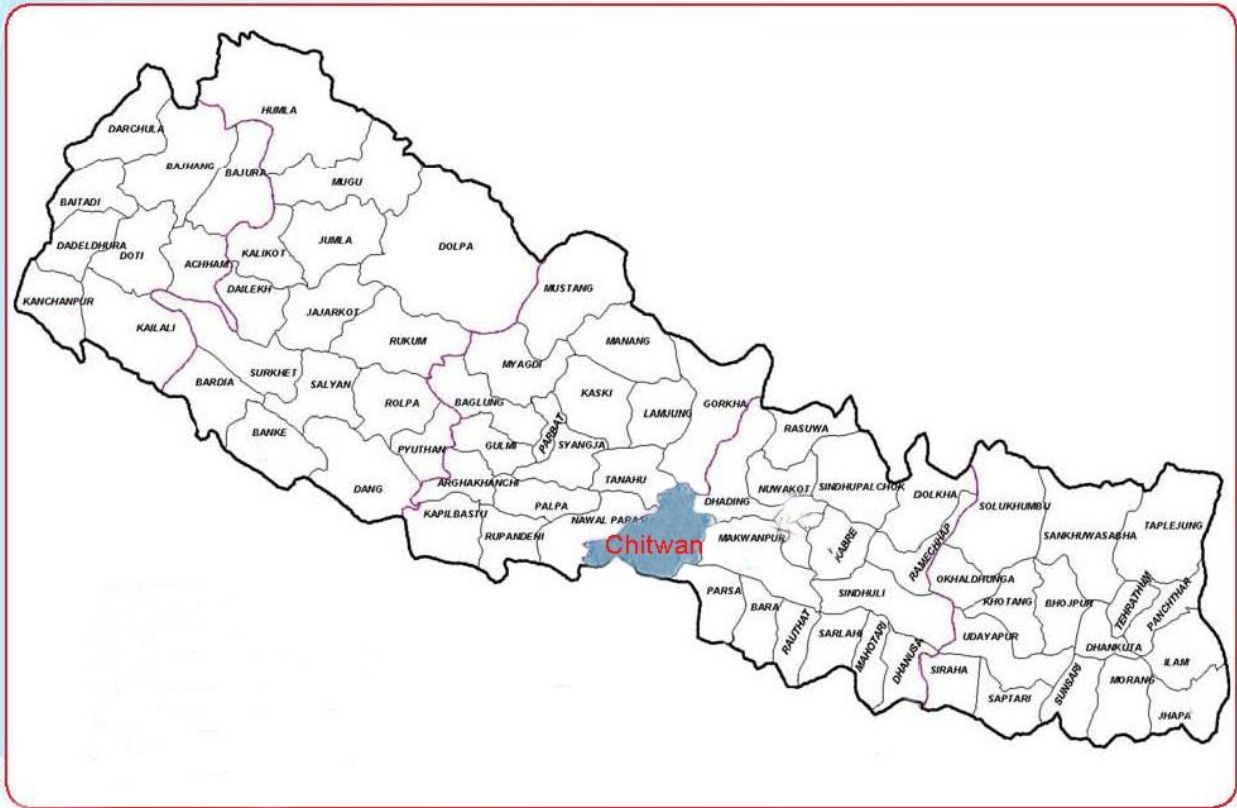 HUMLA
DARCHULA
BAJHANG
BAJURA
MUGU
BAITADI
DADELDHURA
DOTI
ACHHAM
KALIKOT
JUMLA
DOLPA
KANCHANPUR
KAILALI
DAILEKH
JAJARKOT
MUSTANG
RUKUM
MANANG
MYAGDI
SURKHET
BARDIA
SALYAN
ROLPA
BAGLUNG
KASKI
LAMJUNG
GORKHA
BANKE
PYUTHAN
GULMI
PARBAT
SYANGJA
RASUWA
DANG
ARGHAKHANCHI
TANAHU
NUWAKOT
SINDHUPALCHUK
DOLKHA
DHADING
SOLUKHUMBU
TAPLEJUNG
KAPILBASTU
PALPA
NAWAL PARAS
RUPANDEHI
Chitwan
MAKWANPUR
KABRE
RAMECHHAP
SANKHUWASABHA
OKHALDHUNGA
KHOTANG
BHOJPUR
TEHRATHUM
PANCHTHAR
PARSA
BARA
RAUTHAT
SINDHULI
SARLAHI
MAHOTARI
DHANUSA
UDAYAPUR
DHANKUTA
ILAM
SIRAHA
SAPTARI
SUNSARI
MORANG
JHAPA